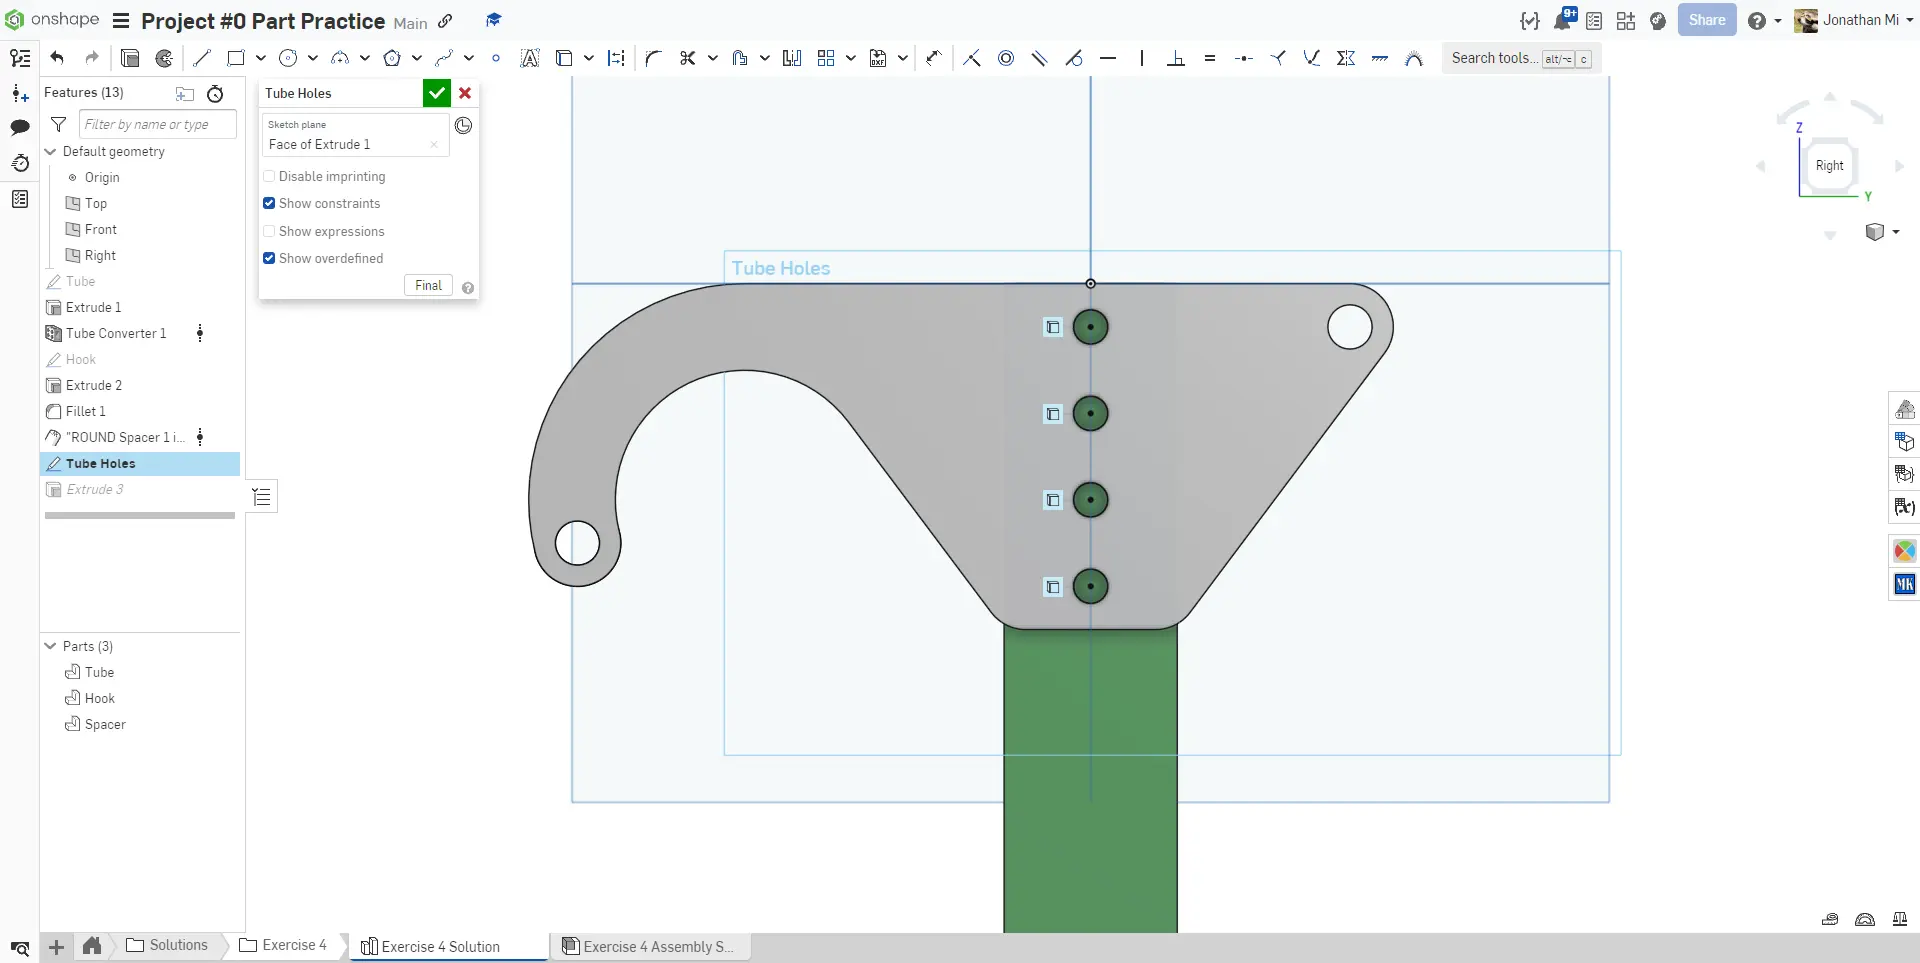 onshape
Project #0 Part Practice Main
9+
Share
Jonathan Mi
Search tools... alt/⌥ c
Features (13)
Filter by name or type
Default geometry
Origin
Top
Front
Right
Tube
Extrude 1
Tube Converter 1
Hook
Extrude 2
Fillet 1
"ROUND Spacer 1 i...
Tube Holes
Extrude 3
Parts (3)
Tube
Hook
Spacer
Tube Holes
Sketch plane
Face of Extrude 1
Disable imprinting
Show constraints
Show expressions
Show overdefined
Final
Tube Holes
Z
Right
Y
MK
Solutions
Exercise 4
Exercise 4 Solution
Exercise 4 Assembly S...